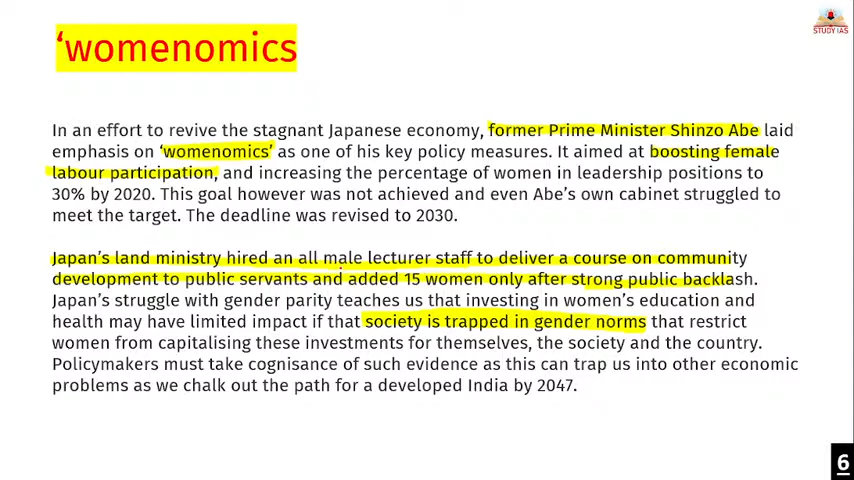 ‘womenomics
STUDY IAS
In an effort to revive the stagnant Japanese economy, former Prime Minister Shinzo Abe laid
emphasis on ‘womenomics’ as one of his key policy measures. It aimed at boosting female
labour participation, and increasing the percentage of women in leadership positions to
30% by 2020. This goal however was not achieved and even Abe’s own cabinet struggled to
meet the target. The deadline was revised to 2030.
Japan’s land ministry hired an all male lecturer staff to deliver a course on community
development to public servants and added 15 women only after strong public backlash.
Japan’s struggle with gender parity teaches us that investing in women’s education and
health may have limited impact if that society is trapped in gender norms that restrict
women from capitalising these investments for themselves, the society and the country.
Policymakers must take cognisance of such evidence as this can trap us into other economic
problems as we chalk out the path for a developed India by 2047.
6